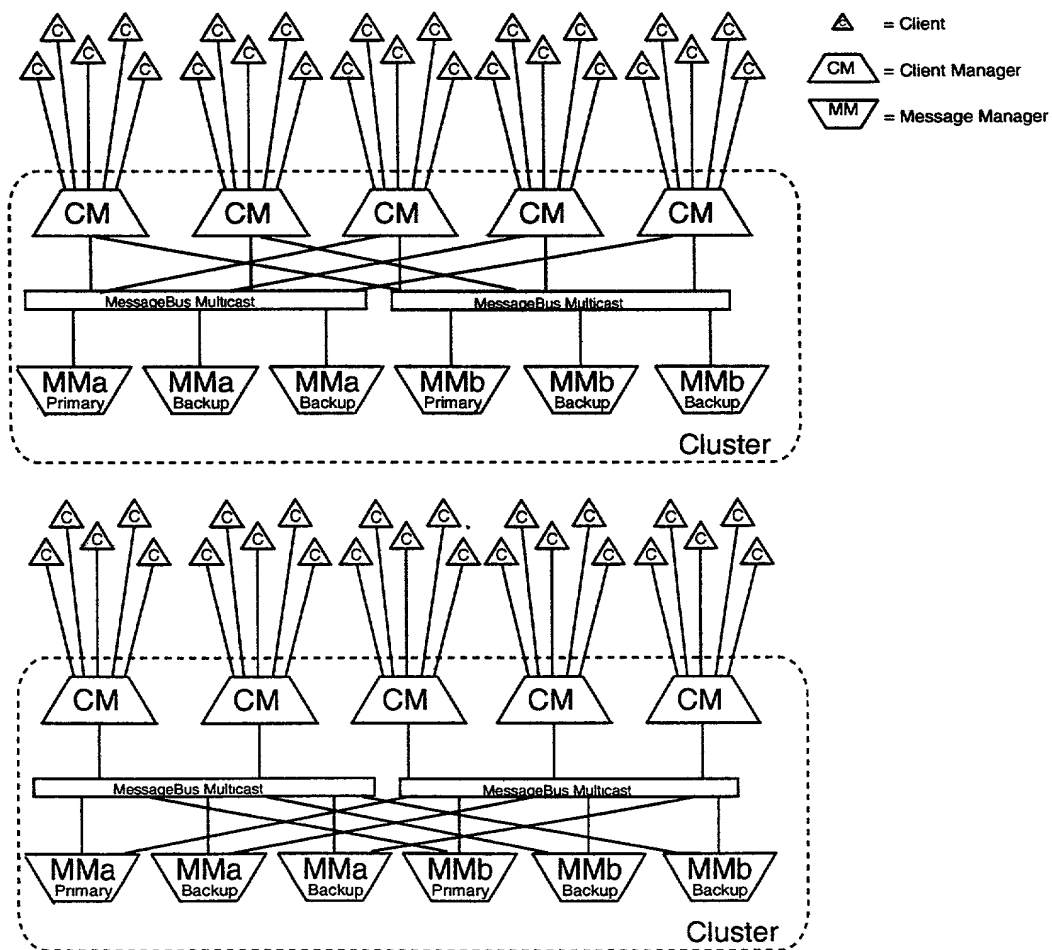 C C C C C C C C C C
C C C C C C C C C C C C C C C
C = Client
CM = Client Manager
MM = Message Manager
CM CM CM CM CM
MessageBus Multicast MessageBus Multicast
MMa MMa MMa MMb MMb MMb
Primary Backup Backup Primary Backup Backup
Cluster
C C C C C C C C C C
C C C C C C C C C C C C C C C
CM CM CM CM CM
MessageBus Multicast MessageBus Multicast
MMa MMa MMa MMb MMb MMb
Primary Backup Backup Primary Backup Backup
Cluster